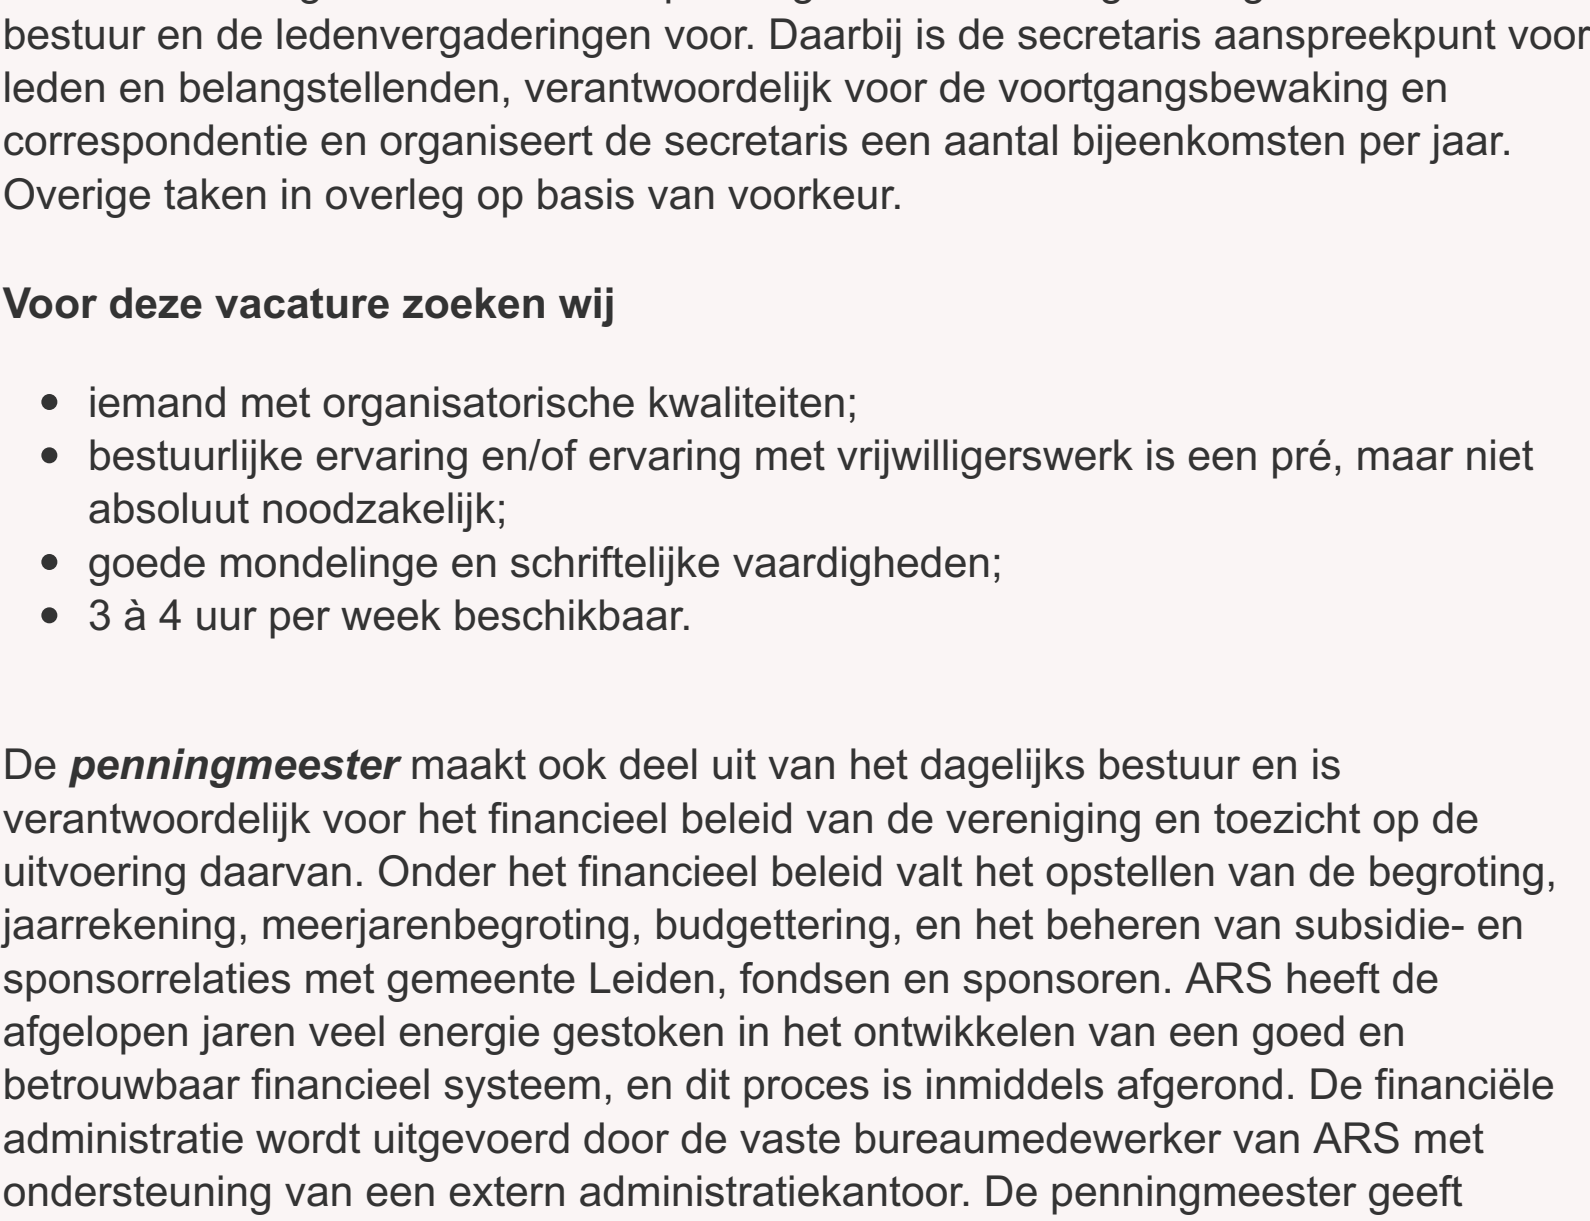 bestuur en de ledenvergaderingen voor. Daarbij is de secretaris aanspreekpunt voor
leden en belangstellenden, verantwoordelijk voor de voortgangsbewaking en
correspondentie en organiseert de secretaris een aantal bijeenkomsten per jaar.
Overige taken in overleg op basis van voorkeur.
Voor deze vacature zoeken wij
• iemand met organisatorische kwaliteiten;
• bestuurlijke ervaring en/of ervaring met vrijwilligerswerk is een pré, maar niet
absoluut noodzakelijk;
• goede mondelinge en schriftelijke vaardigheden;
• 3 à 4 uur per week beschikbaar.
De penningmeester maakt ook deel uit van het dagelijks bestuur en is
verantwoordelijk voor het financieel beleid van de vereniging en toezicht op de
uitvoering daarvan. Onder het financieel beleid valt het opstellen van de begroting,
jaarrekening, meerjarenbegroting, budgettering, en het beheren van subsidie- en
sponsorrelaties met gemeente Leiden, fondsen en sponsoren. ARS heeft de
afgelopen jaren veel energie gestoken in het ontwikkelen van een goed en
betrouwbaar financieel systeem, en dit proces is inmiddels afgerond. De financiële
administratie wordt uitgevoerd door de vaste bureaumedewerker van ARS met
ondersteuning van een extern administratiekantoor. De penningmeester geeft